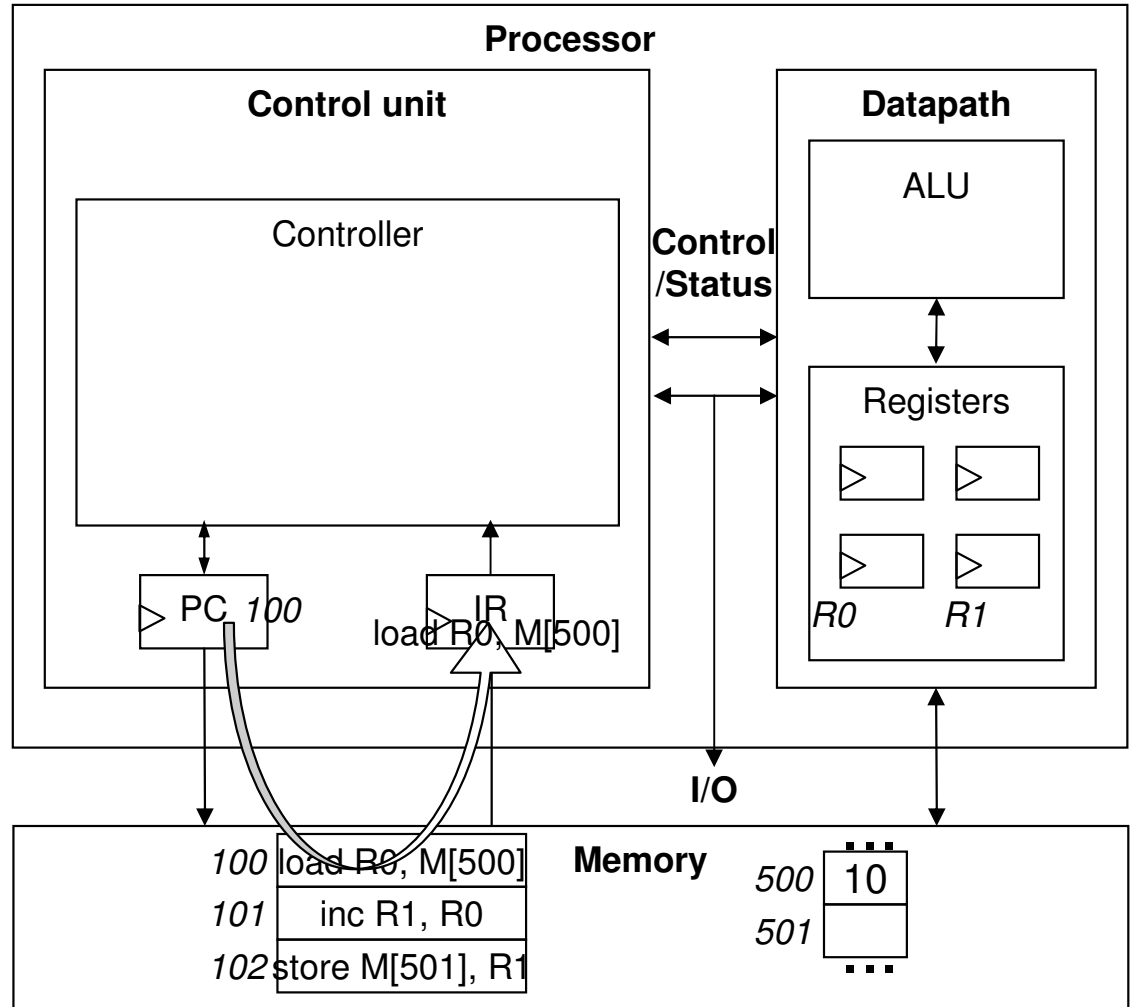 Processor
Control unit
Datapath
ALU
Controller
Control
/Status
Registers
PC 100
IR
load R0, M[500]
R0 R1
I/O
Memory
100 load R0, M[500]
101 inc R1, R0
102 store M[501], R1
500 10
501